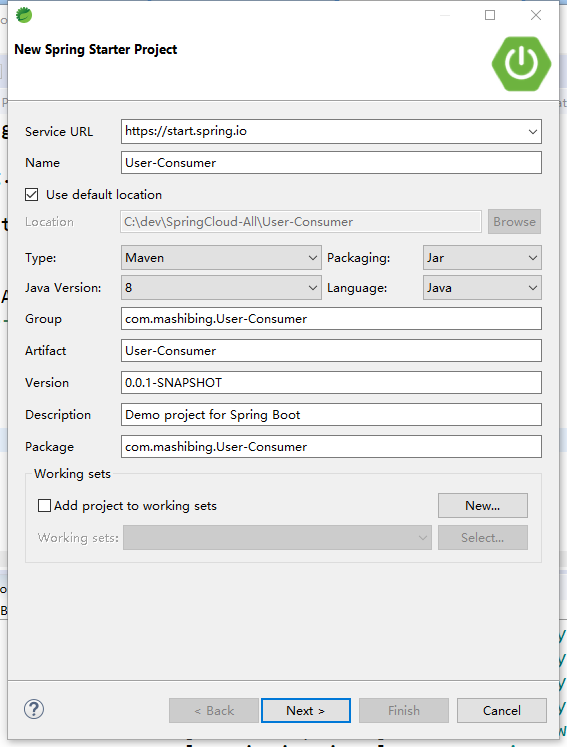 New Spring Starter Project
Service URL https://start.spring.io
Name User-Consumer
Use default location
Location C:\dev\SpringCloud-All\User-Consumer Browse
Type: Maven Packaging: Jar
Java Version: 8 Language: Java
Group com.mashibing.User-Consumer
Artifact User-Consumer
Version 0.0.1-SNAPSHOT
Description Demo project for Spring Boot
Package com.mashibing.User-Consumer
Working sets
Add project to working sets New...
Working sets: Select...
? < Back Next > Finish Cancel